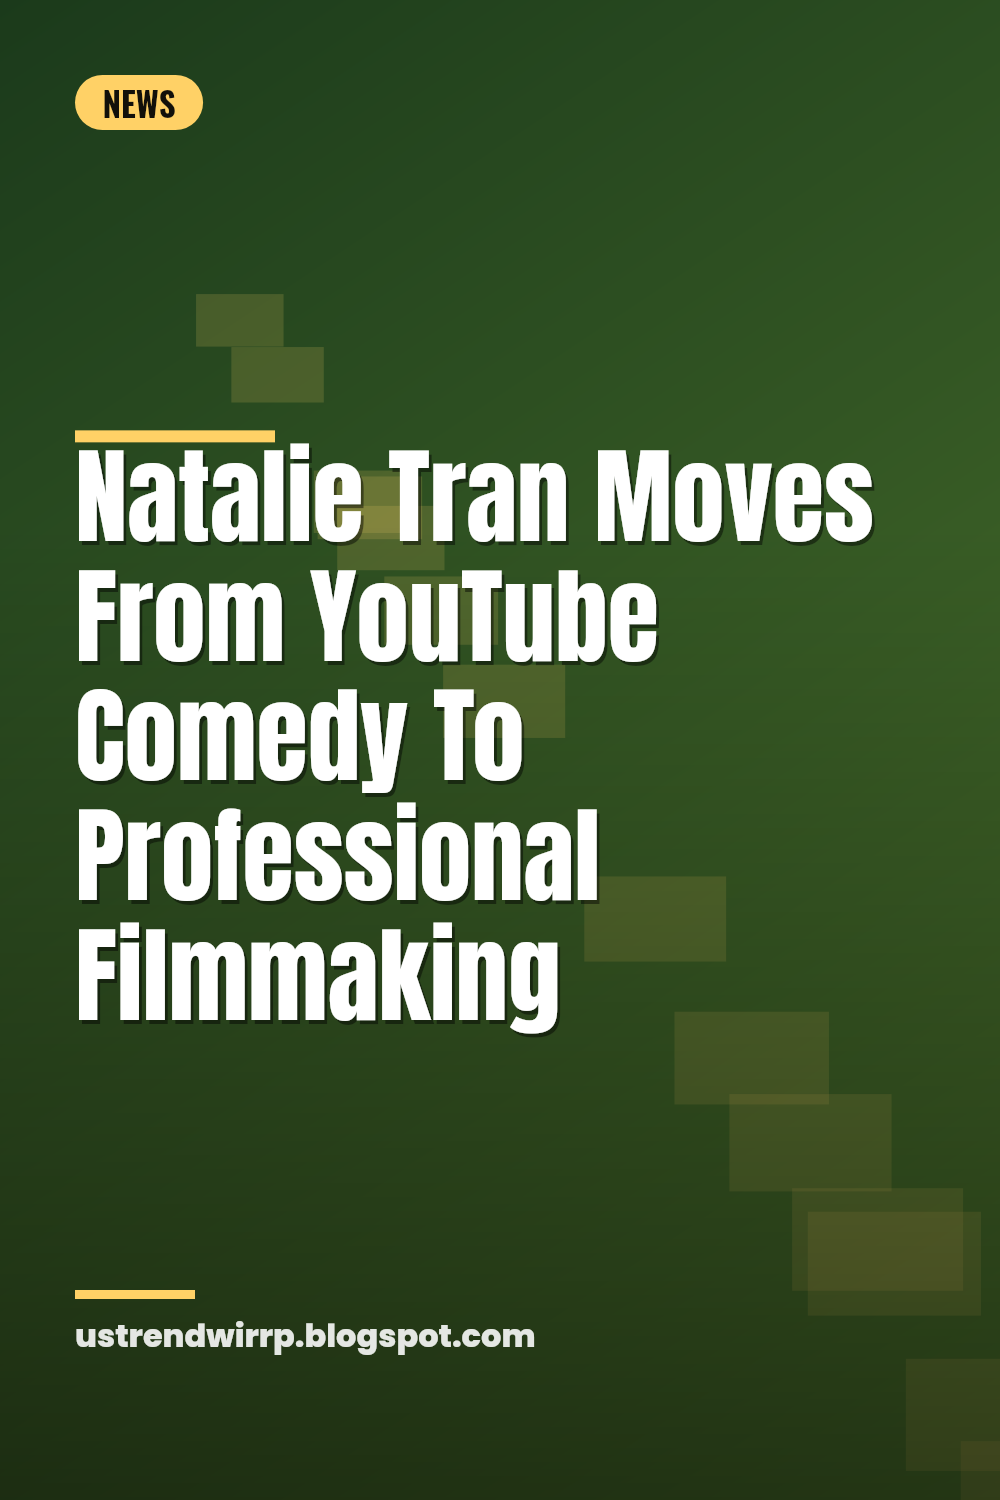 NEWS
Natalie Tran Moves
From YouTube
Comedy To
Professional
Filmmaking
ustrendwirrp.blogspot.com